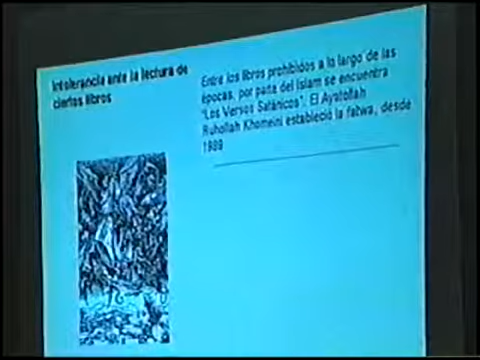 Intolerancia ante la lectura de
ciertos libros
Entre los libros prohibidos a lo largo de las
épocas, por parte del Islam se encuentra
"Los Versos Satánicos". El Ayatollah
Ruhollah Khomeini estableció la fatwa, desde
1989